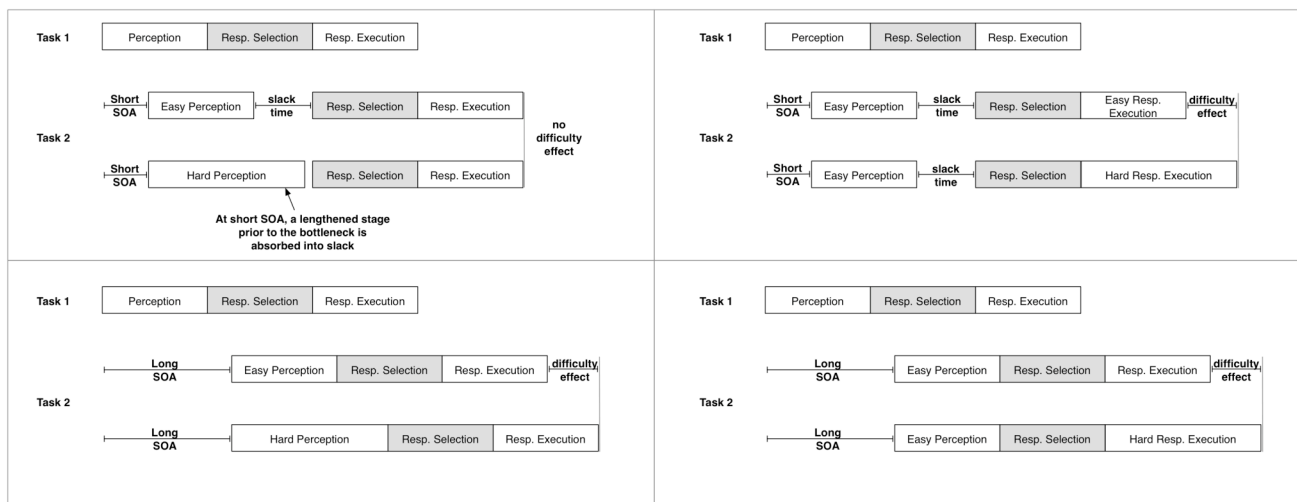 Task 1
Perception Resp. Selection Resp. Execution
Short
SOA
Easy Perception
slack
time
Resp. Selection Resp. Execution
Task 2
no
difficulty
effect
Short
SOA
Hard Perception
Resp. Selection Resp. Execution
At short SOA, a lengthened stage
prior to the bottleneck is
absorbed into slack
Task 1
Perception Resp. Selection Resp. Execution
Short
SOA
Easy Perception
slack
time
Resp. Selection
Easy Resp.
Execution
difficulty
effect
Task 2
Short
SOA
Easy Perception
slack
time
Resp. Selection Hard Resp. Execution
Task 1
Perception Resp. Selection Resp. Execution
Long
SOA
Easy Perception Resp. Selection Resp. Execution
difficulty
effect
Task 2
Long
SOA
Hard Perception Resp. Selection Resp. Execution
Task 1
Perception Resp. Selection Resp. Execution
Long
SOA
Easy Perception Resp. Selection Resp. Execution
difficulty
effect
Task 2
Long
SOA
Easy Perception Resp. Selection Hard Resp. Execution